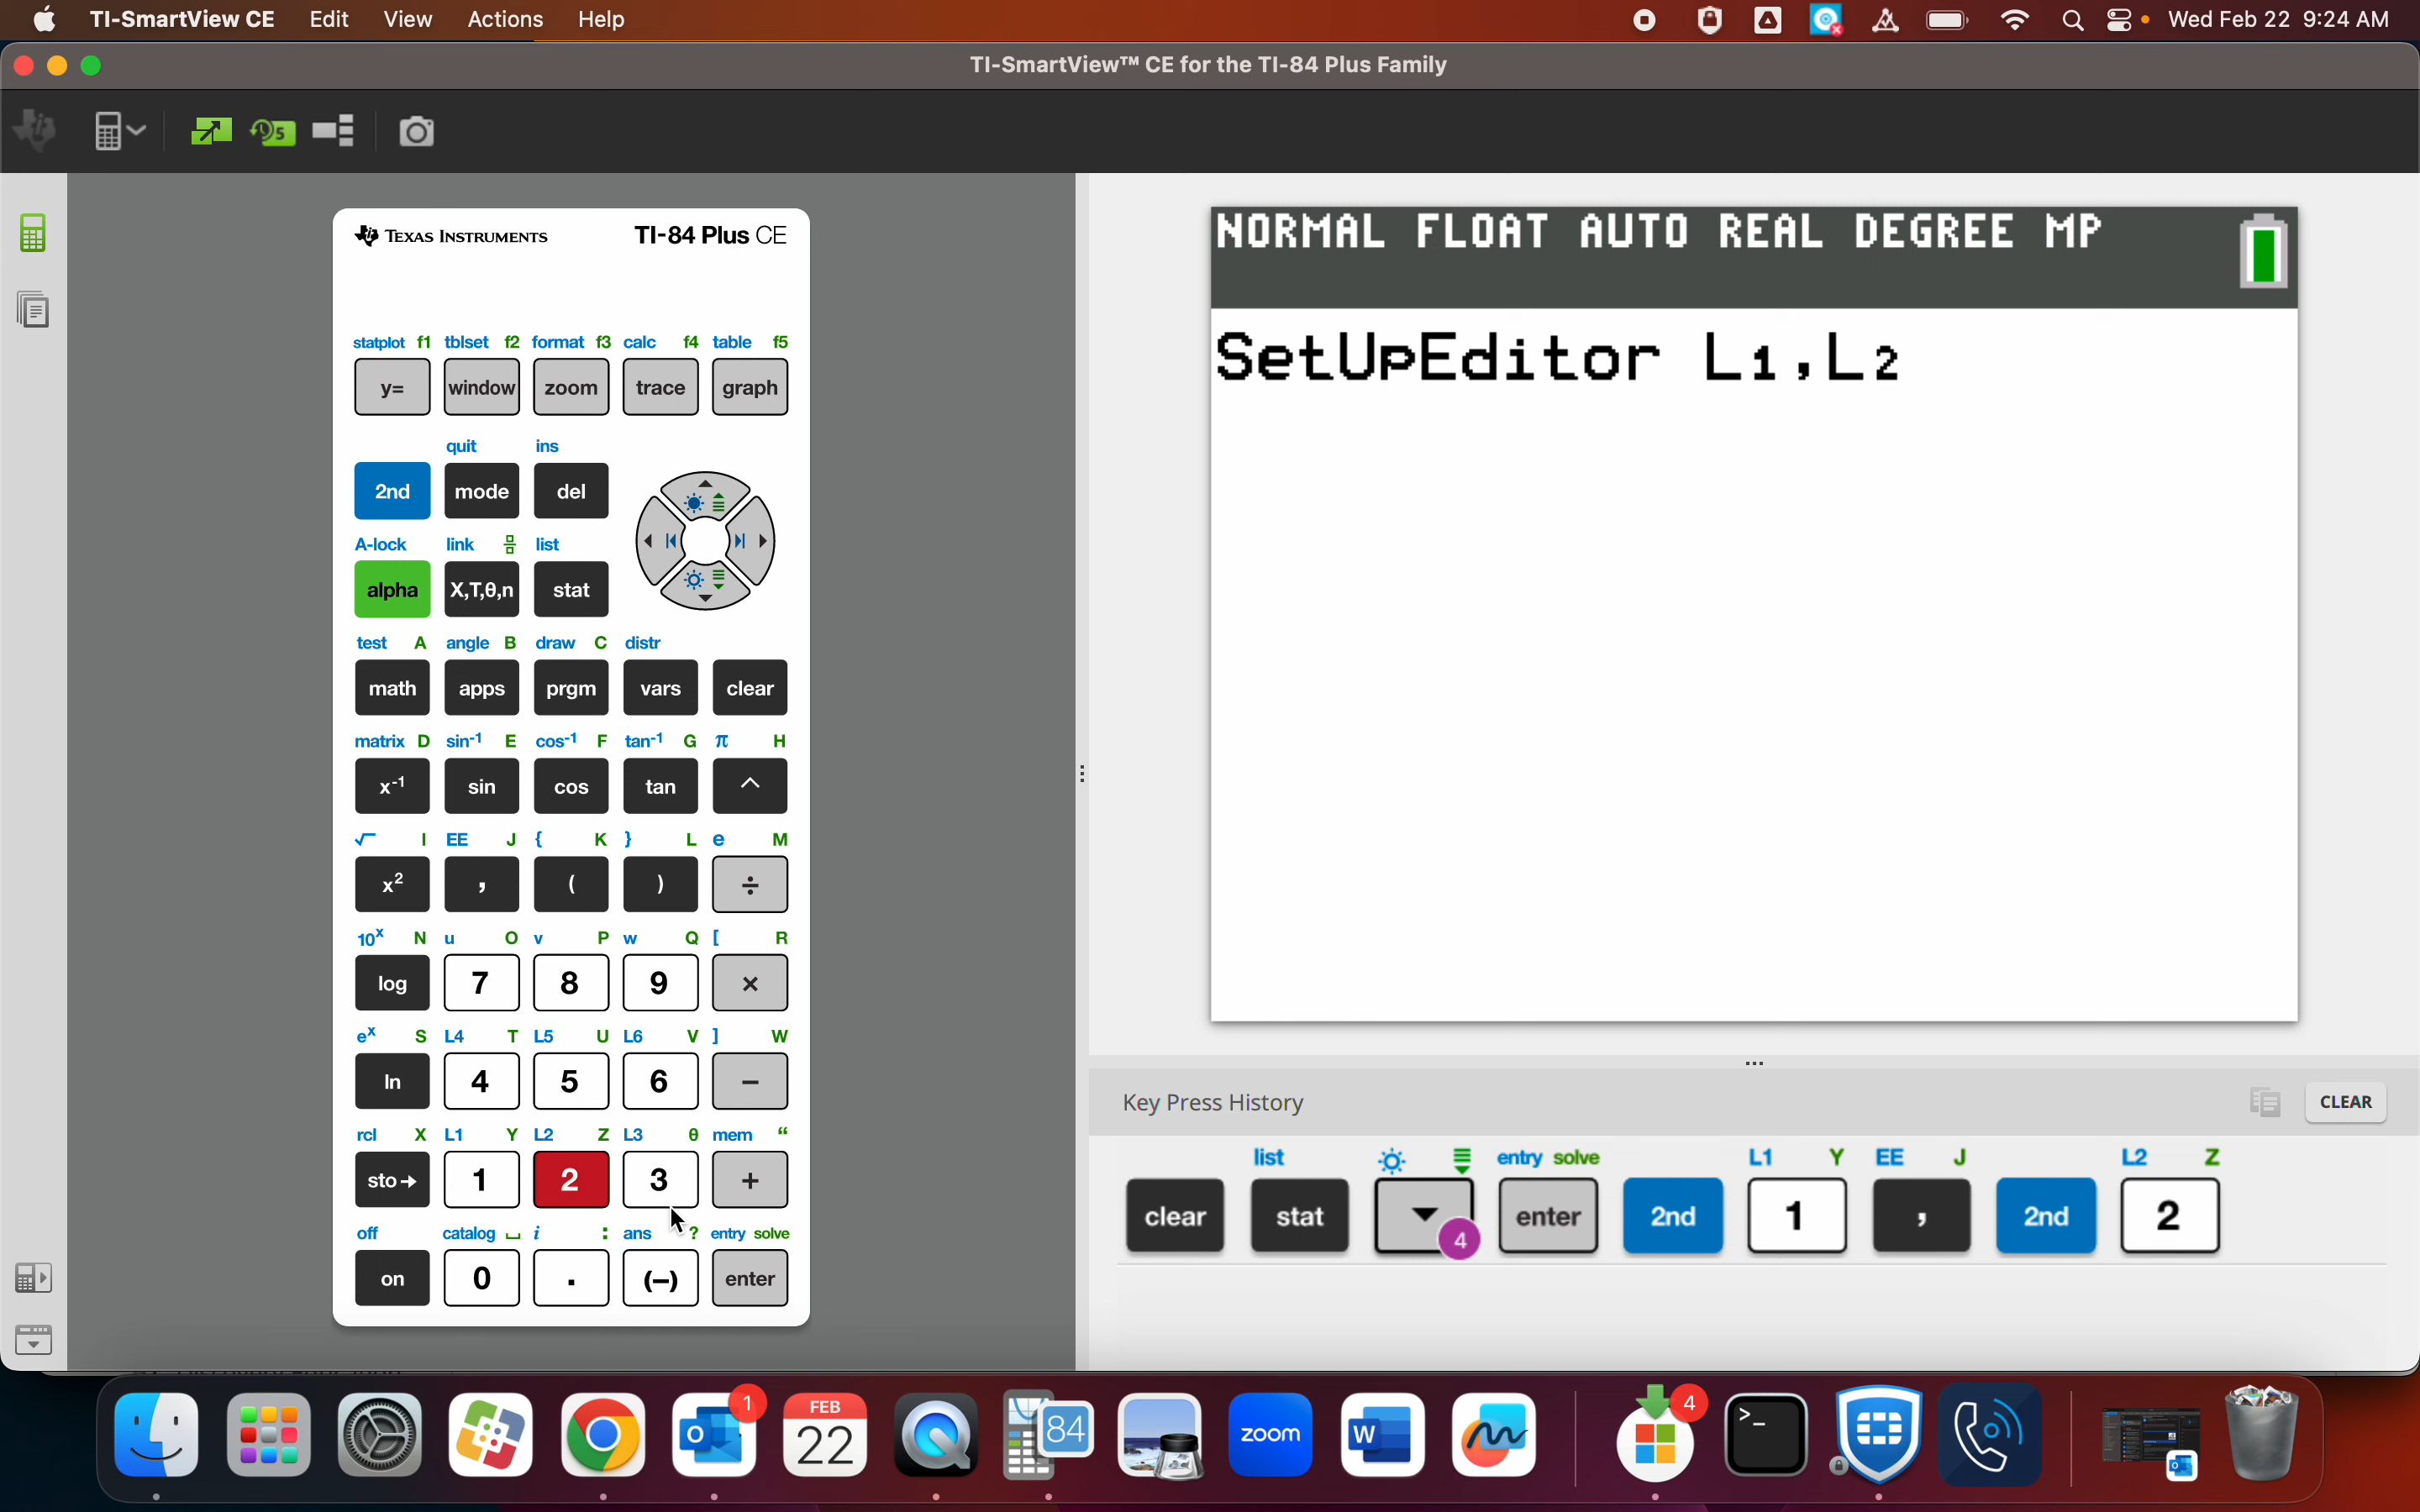 TI-SmartView CE Edit View Actions Help Wed Feb 22 9:24 AM
TI-SmartView™ CE for the TI-84 Plus Family
5
TEXAS INSTRUMENTS TI-84 Plus CE
statplot f1 tblset f2 format f3 calc f4 table f5
y= window zoom trace graph
quit ins
2nd mode del
A-lock link list
alpha X,T,θ,n stat
test A angle B draw C distr
math apps prgm vars clear
matrix D sin-1 E cos-1 F tan-1 G π H
x-1 sin cos tan ^
√ I EE J { K } L e M
x2 , ( ) ÷
10x N u O v P w Q [ R
log 7 8 9 ×
ex S L4 T L5 U L6 V ] W
ln 4 5 6 −
rcl X L1 Y L2 Z L3 θ mem “
sto→ 1 2 3 +
off catalog i : ans ? entry solve
on 0 . (−) enter
NORMAL FLOAT AUTO REAL DEGREE MP
SetUpEditor L1,L2
Key Press History CLEAR
list entry solve L1 Y EE J L2 Z
clear stat 4 enter 2nd 1 , 2nd 2
1 FEB 22 84 zoom W 4 >_